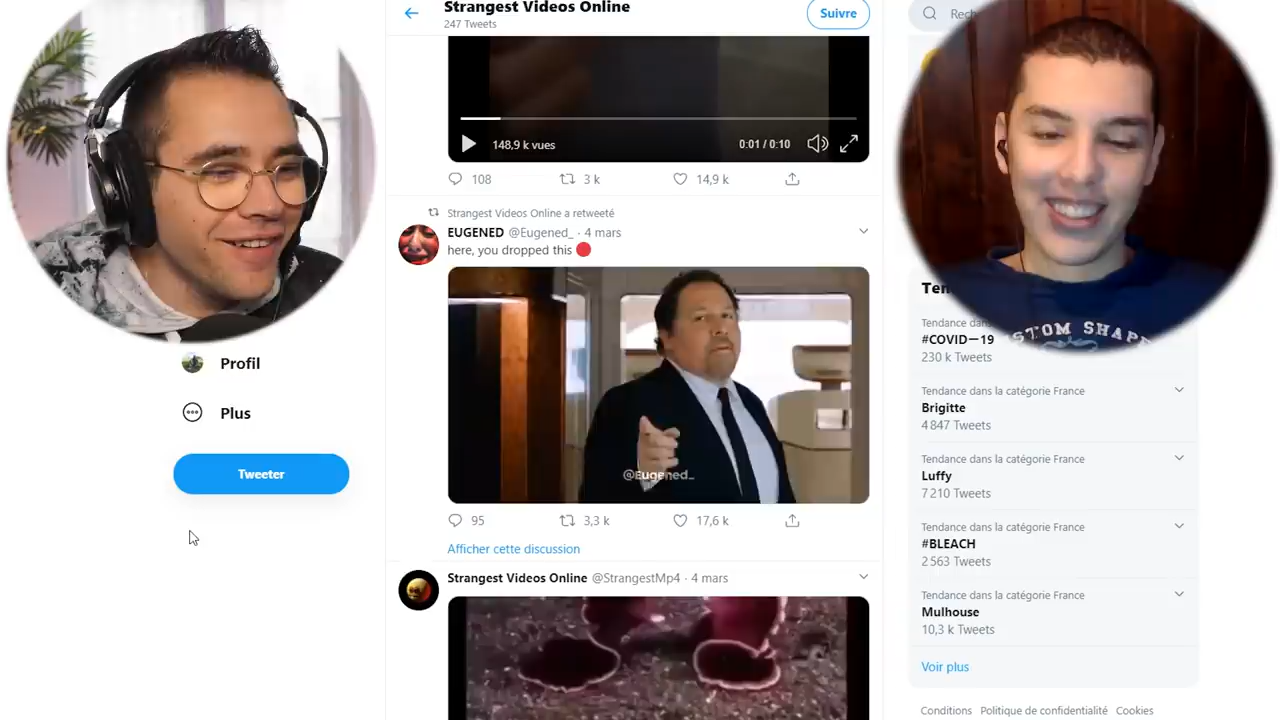 Strangest Videos Online
247 Tweets
Suivre
Rech
148,9 k vues
0:01 / 0:10
108
3 k
14,9 k
Strangest Videos Online a retweeté
EUGENED @Eugened_ · 4 mars
here, you dropped this
@Eugened_
95
3,3 k
17,6 k
Afficher cette discussion
Strangest Videos Online @StrangestMp4 · 4 mars
Profil
Plus
Tweeter
Ten
Tendance dans
#COVID—19
230 k Tweets
Tendance dans la catégorie France
Brigitte
4 847 Tweets
Tendance dans la catégorie France
Luffy
7 210 Tweets
Tendance dans la catégorie France
#BLEACH
2 563 Tweets
Tendance dans la catégorie France
Mulhouse
10,3 k Tweets
Voir plus
Conditions Politique de confidentialité Cookies